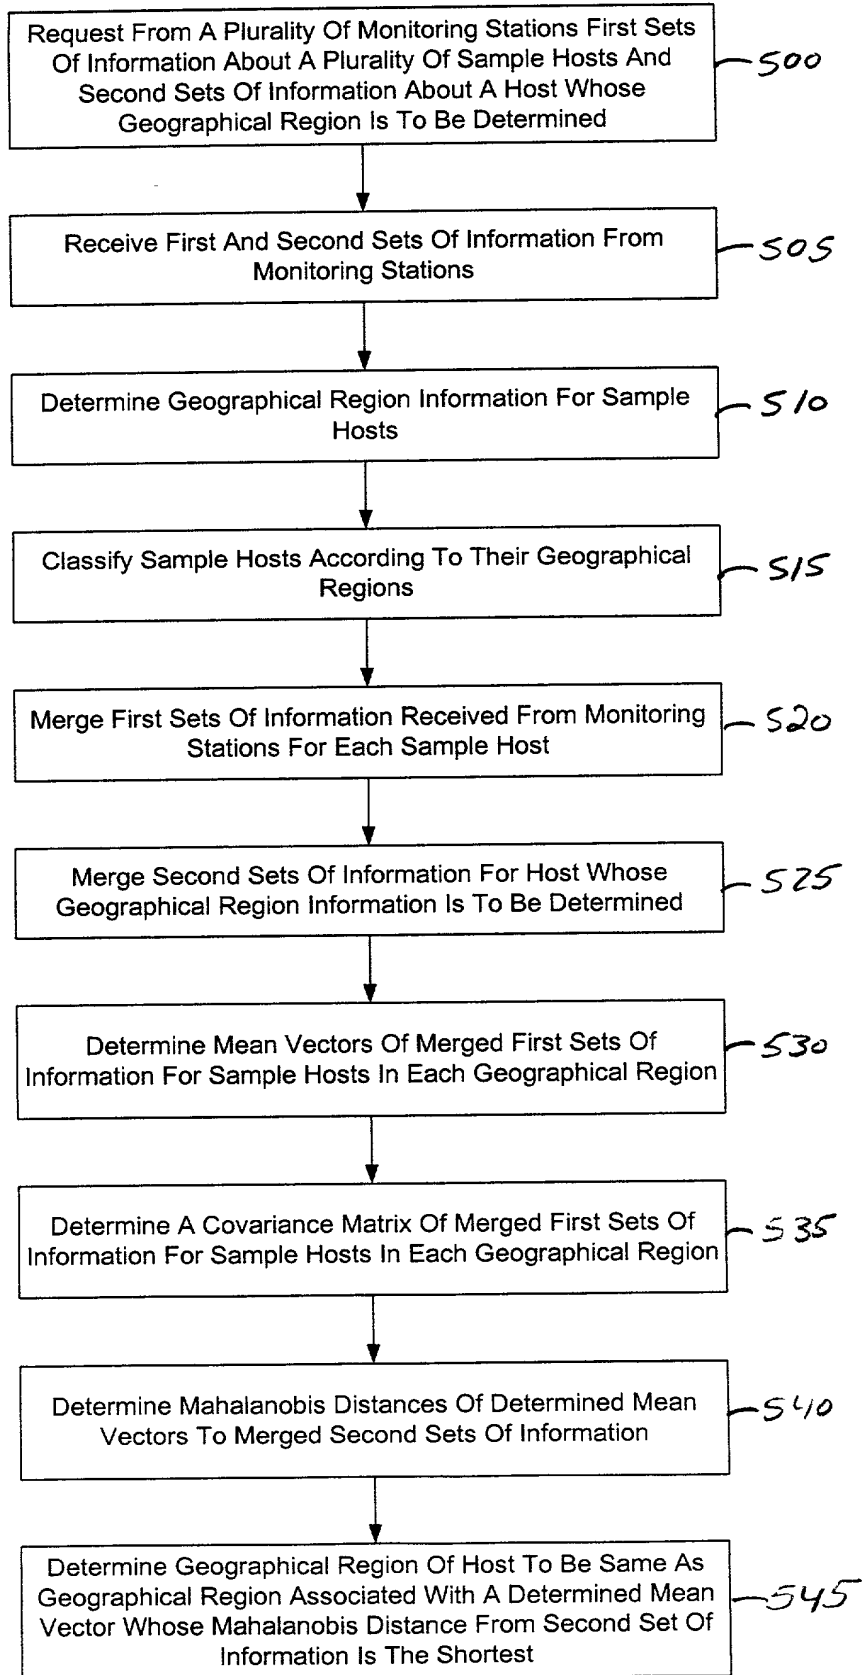 Request From A Plurality Of Monitoring Stations First Sets
Of Information About A Plurality Of Sample Hosts And
Second Sets Of Information About A Host Whose
Geographical Region Is To Be Determined
500
Receive First And Second Sets Of Information From
Monitoring Stations
505
Determine Geographical Region Information For Sample
Hosts
510
Classify Sample Hosts According To Their Geographical
Regions
515
Merge First Sets Of Information Received From Monitoring
Stations For Each Sample Host
520
Merge Second Sets Of Information For Host Whose
Geographical Region Information Is To Be Determined
525
Determine Mean Vectors Of Merged First Sets Of
Information For Sample Hosts In Each Geographical Region
530
Determine A Covariance Matrix Of Merged First Sets Of
Information For Sample Hosts In Each Geographical Region
535
Determine Mahalanobis Distances Of Determined Mean
Vectors To Merged Second Sets Of Information
540
Determine Geographical Region Of Host To Be Same As
Geographical Region Associated With A Determined Mean
Vector Whose Mahalanobis Distance From Second Set Of
Information Is The Shortest
545